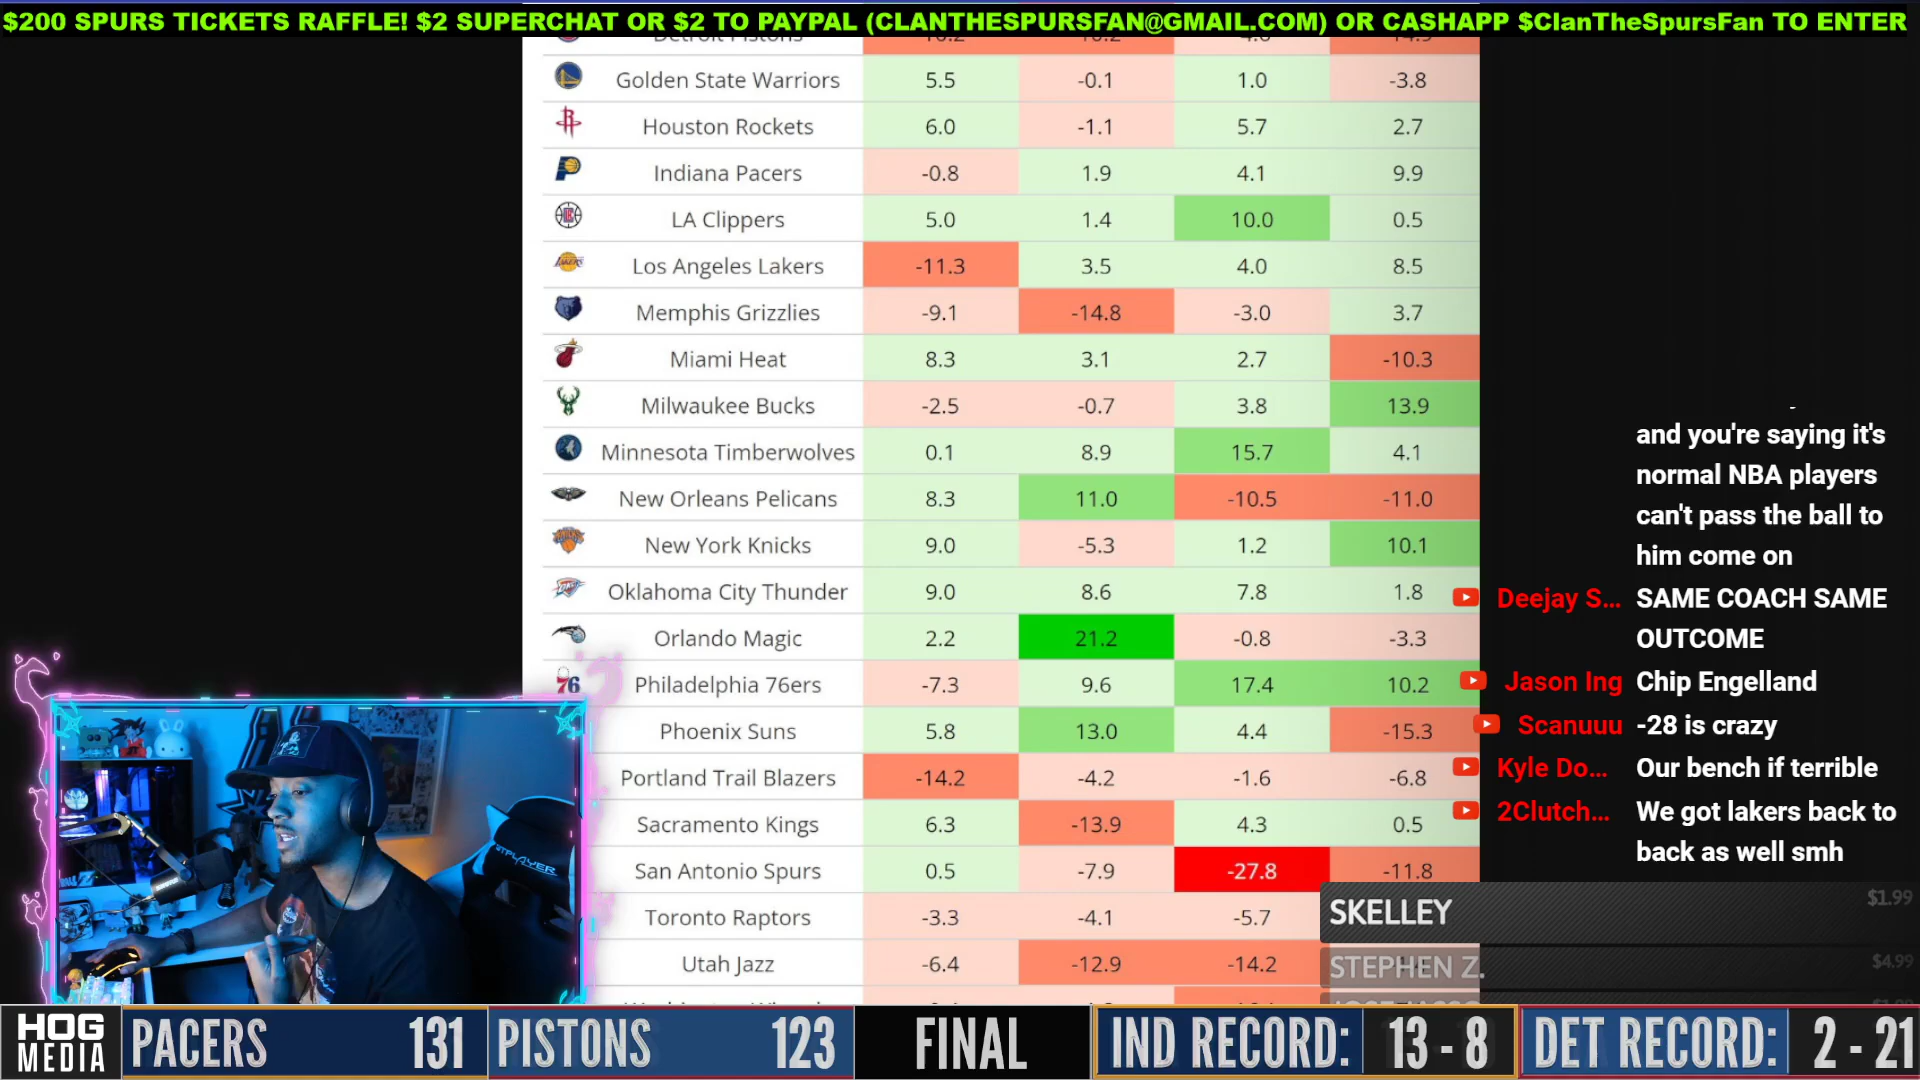 $200 SPURS TICKETS RAFFLE! $2 SUPERCHAT OR $2 TO PAYPAL (CLANTHESPURSFAN@GMAIL.COM) OR CASHAPP $ClanTheSpursFan TO ENTER
Detroit Pistons
Golden State Warriors 5.5 -0.1 1.0 -3.8
Houston Rockets 6.0 -1.1 5.7 2.7
Indiana Pacers -0.8 1.9 4.1 9.9
LA Clippers 5.0 1.4 10.0 0.5
Los Angeles Lakers -11.3 3.5 4.0 8.5
Memphis Grizzlies -9.1 -14.8 -3.0 3.7
Miami Heat 8.3 3.1 2.7 -10.3
Milwaukee Bucks -2.5 -0.7 3.8 13.9
Minnesota Timberwolves 0.1 8.9 15.7 4.1
New Orleans Pelicans 8.3 11.0 -10.5 -11.0
New York Knicks 9.0 -5.3 1.2 10.1
Oklahoma City Thunder 9.0 8.6 7.8 1.8
Orlando Magic 2.2 21.2 -0.8 -3.3
76 Philadelphia 76ers -7.3 9.6 17.4 10.2
Phoenix Suns 5.8 13.0 4.4 -15.3
Portland Trail Blazers -14.2 -4.2 -1.6 -6.8
Sacramento Kings 6.3 -13.9 4.3 0.5
San Antonio Spurs 0.5 -7.9 -27.8 -11.8
Toronto Raptors -3.3 -4.1 -5.7
Utah Jazz -6.4 -12.9 -14.2
and you're saying it's
normal NBA players
can't pass the ball to
him come on
Deejay S... SAME COACH SAME
OUTCOME
Jason Ing Chip Engelland
Scanuuu -28 is crazy
Kyle Do... Our bench if terrible
2Clutch... We got lakers back to
back as well smh
SKELLEY $1.99
STEPHEN Z. $4.99
HOG
MEDIA
PACERS 131 PISTONS 123 FINAL IND RECORD: 13 - 8 DET RECORD: 2 - 21